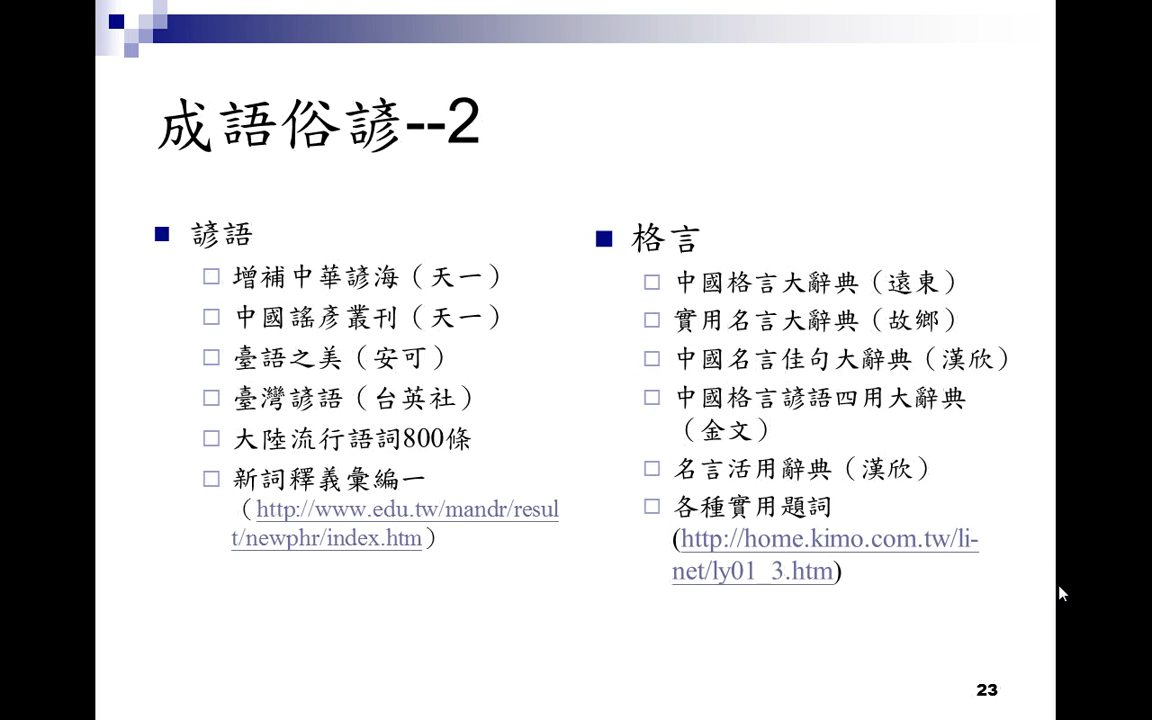 成語俗諺--2
諺語
增補中華諺海（天一）
中國謠彥叢刊（天一）
臺語之美（安可）
臺灣諺語（台英社）
大陸流行語詞800條
新詞釋義彙編一
（http://www.edu.tw/mandr/resul
t/newphr/index.htm）
格言
中國格言大辭典（遠東）
實用名言大辭典（故鄉）
中國名言佳句大辭典（漢欣）
中國格言諺語四用大辭典
（金文）
名言活用辭典（漢欣）
各種實用題詞
(http://home.kimo.com.tw/li-
net/ly01_3.htm)
23